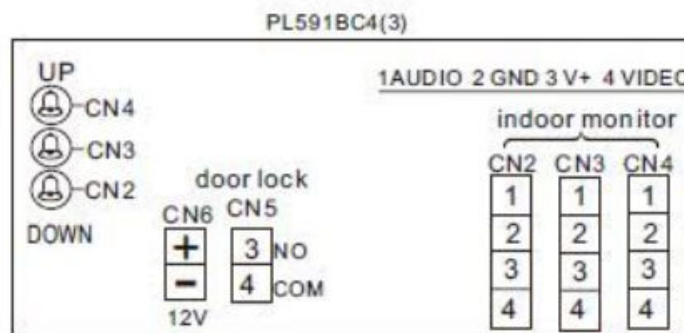 PL591BC4(3)
UP
1AUDIO 2 GND 3 V+ 4 VIDEO
CN4
indoor monitor
CN3
CN2 CN3 CN4
CN2
door lock
CN6 CN5
DOWN
+ 3 NO
- 4 COM
12V
1 1 1
2 2 2
3 3 3
4 4 4